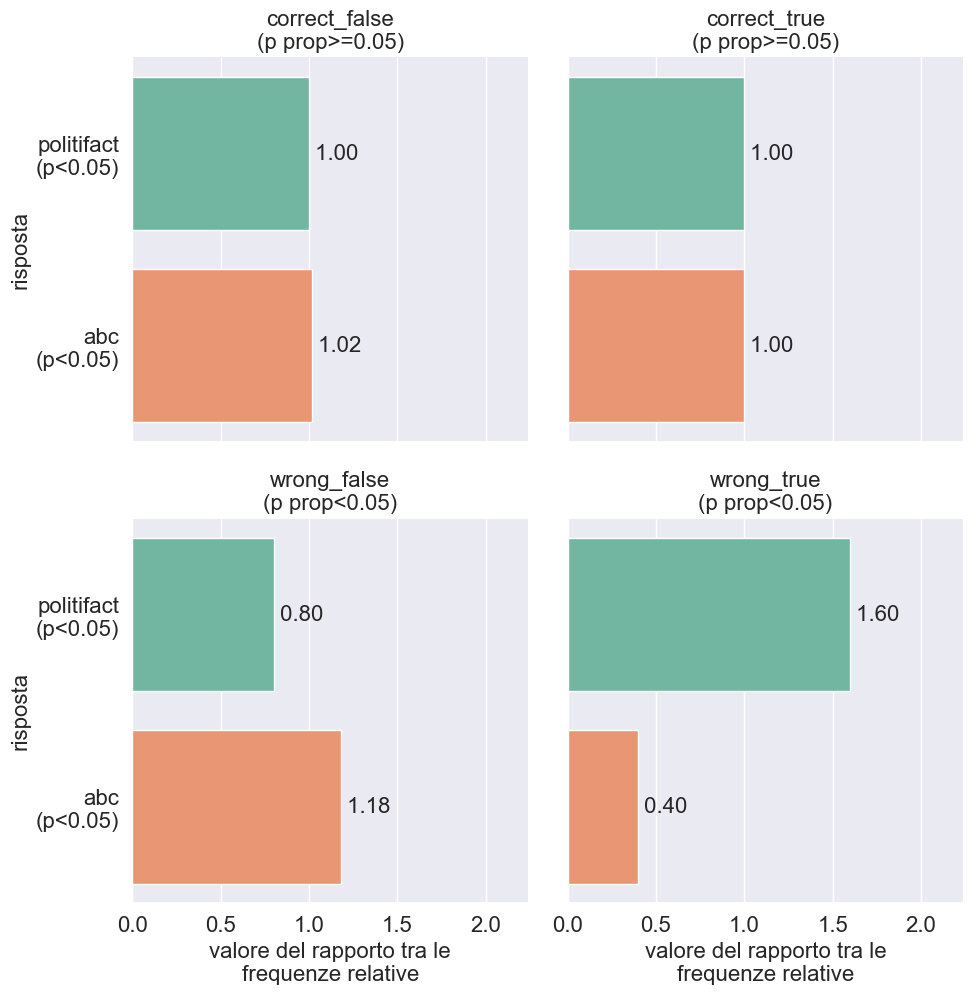 correct_false
(p prop>=0.05)
correct_true
(p prop>=0.05)
risposta
politifact
(p<0.05)
1.00
1.00
abc
(p<0.05)
1.02
1.00
wrong_false
(p prop<0.05)
wrong_true
(p prop<0.05)
risposta
politifact
(p<0.05)
0.80
1.60
abc
(p<0.05)
1.18
0.40
0.0 0.5 1.0 1.5 2.0
0.0 0.5 1.0 1.5 2.0
valore del rapporto tra le
frequenze relative
valore del rapporto tra le
frequenze relative